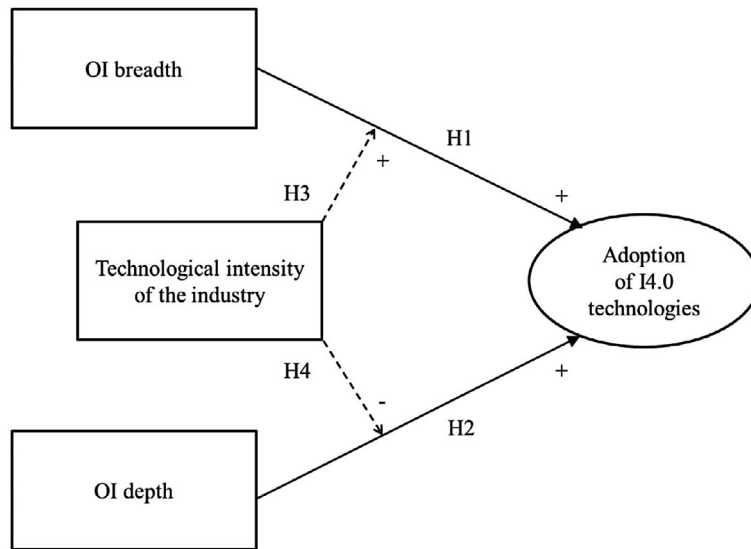 OI breadth
H1
+
H3
+
Technological intensity
of the industry
Adoption
of I4.0
technologies
H4
-
+
H2
OI depth